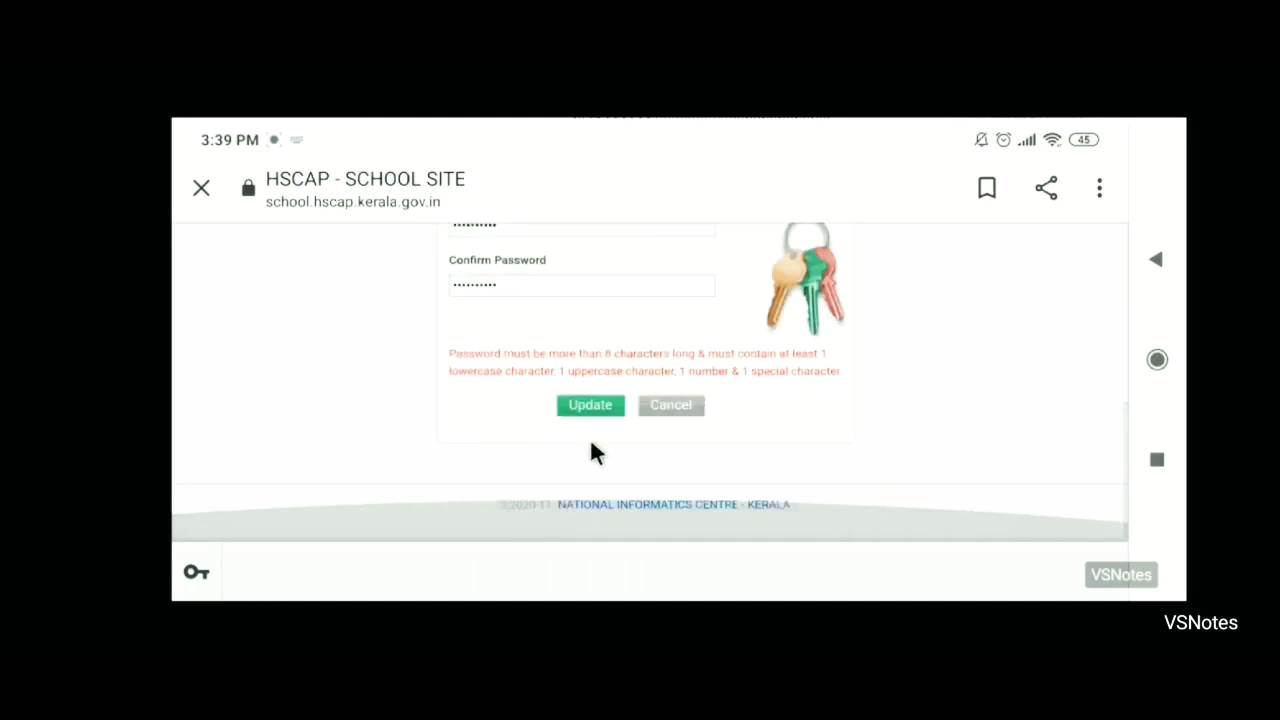 3:39 PM
45
HSCAP - SCHOOL SITE
school.hscap.kerala.gov.in
••••••••••
Confirm Password
••••••••••
Password must be more than 8 characters long & must contain at least 1
lowercase character, 1 uppercase character, 1 number & 1 special character
Update Cancel
©2020-11 NATIONAL INFORMATICS CENTRE - KERALA
VSNotes
VSNotes